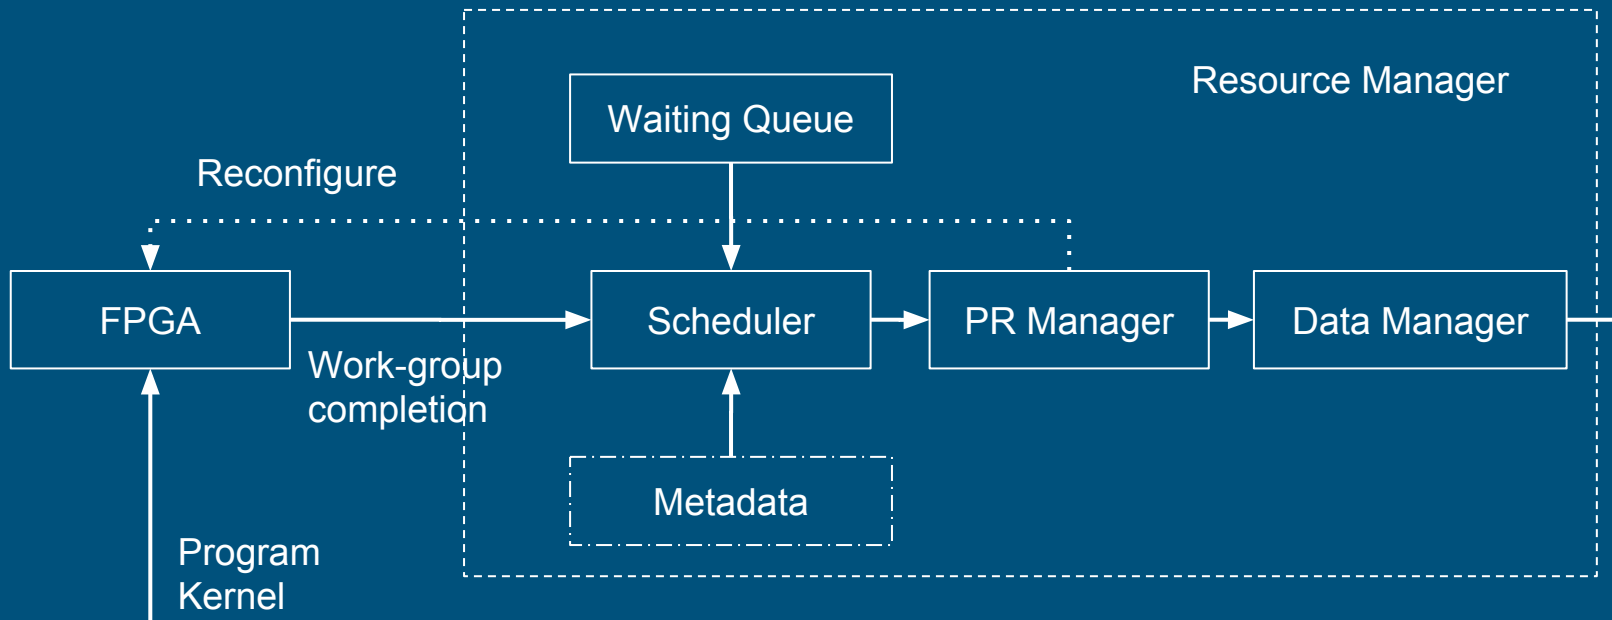 Resource Manager
Waiting Queue
Reconfigure
FPGA
Scheduler
PR Manager
Data Manager
Work-group
completion
Metadata
Program
Kernel